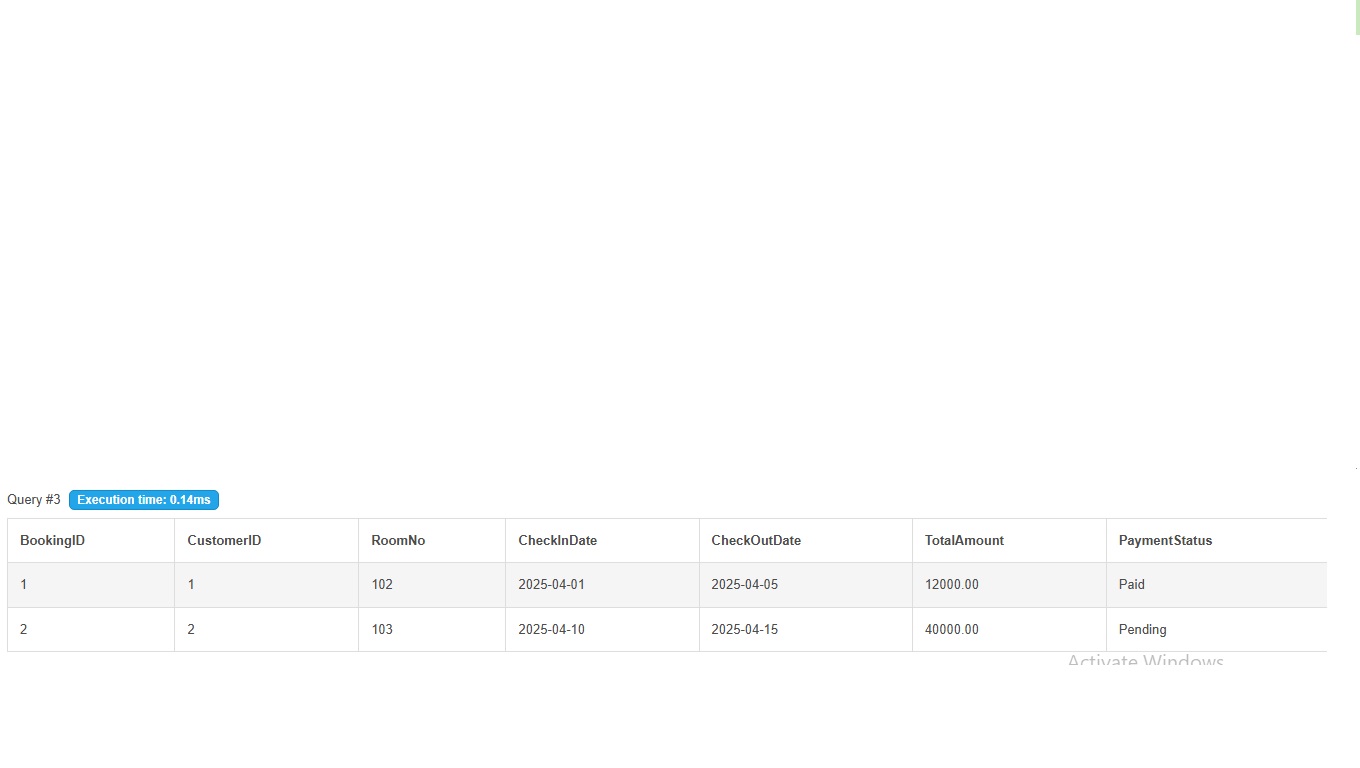 Query #3 Execution time: 0.14ms
BookingID CustomerID RoomNo CheckInDate CheckOutDate TotalAmount PaymentStatus
1 1 102 2025-04-01 2025-04-05 12000.00 Paid
2 2 103 2025-04-10 2025-04-15 40000.00 Pending
Activate Windows